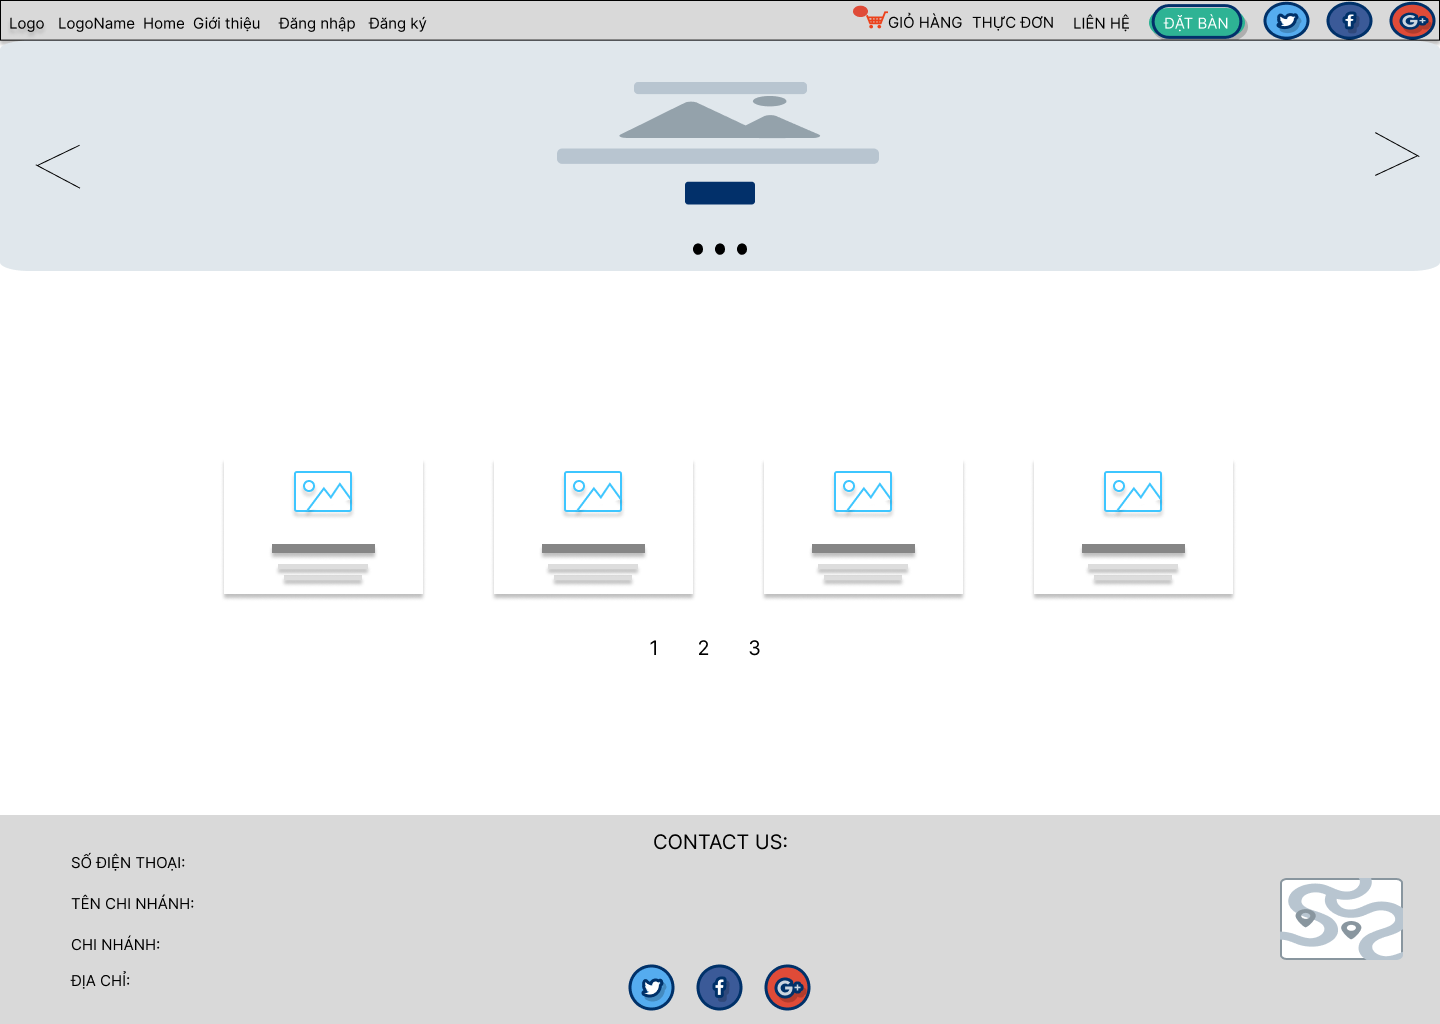 Logo LogoName Home Giới thiệu Đăng nhập Đăng ký GIỎ HÀNG THỰC ĐƠN LIÊN HỆ ĐẶT BÀN
1 2 3
CONTACT US:
SỐ ĐIỆN THOẠI:
TÊN CHI NHÁNH:
CHI NHÁNH:
ĐỊA CHỈ: